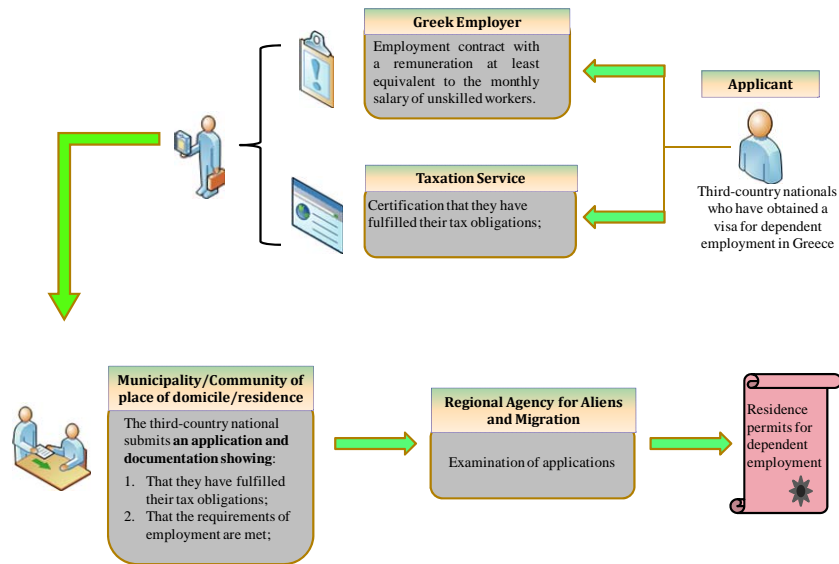 Greek Employer
Employment contract with
a remuneration at least
equivalent to the monthly
salary of unskilled workers.
Applicant
Third-country nationals
who have obtained a
visa for dependent
employment in Greece
Taxation Service
Certification that they have
fulfilled their tax obligations;
Municipality/Community of
place of domicile/residence
The third-country national
submits an application and
documentation showing:
1. That they have fulfilled
their tax obligations;
2. That the requirements of
employment are met;
Regional Agency for Aliens
and Migration
Examination of applications
Residence
permits for
dependent
employment